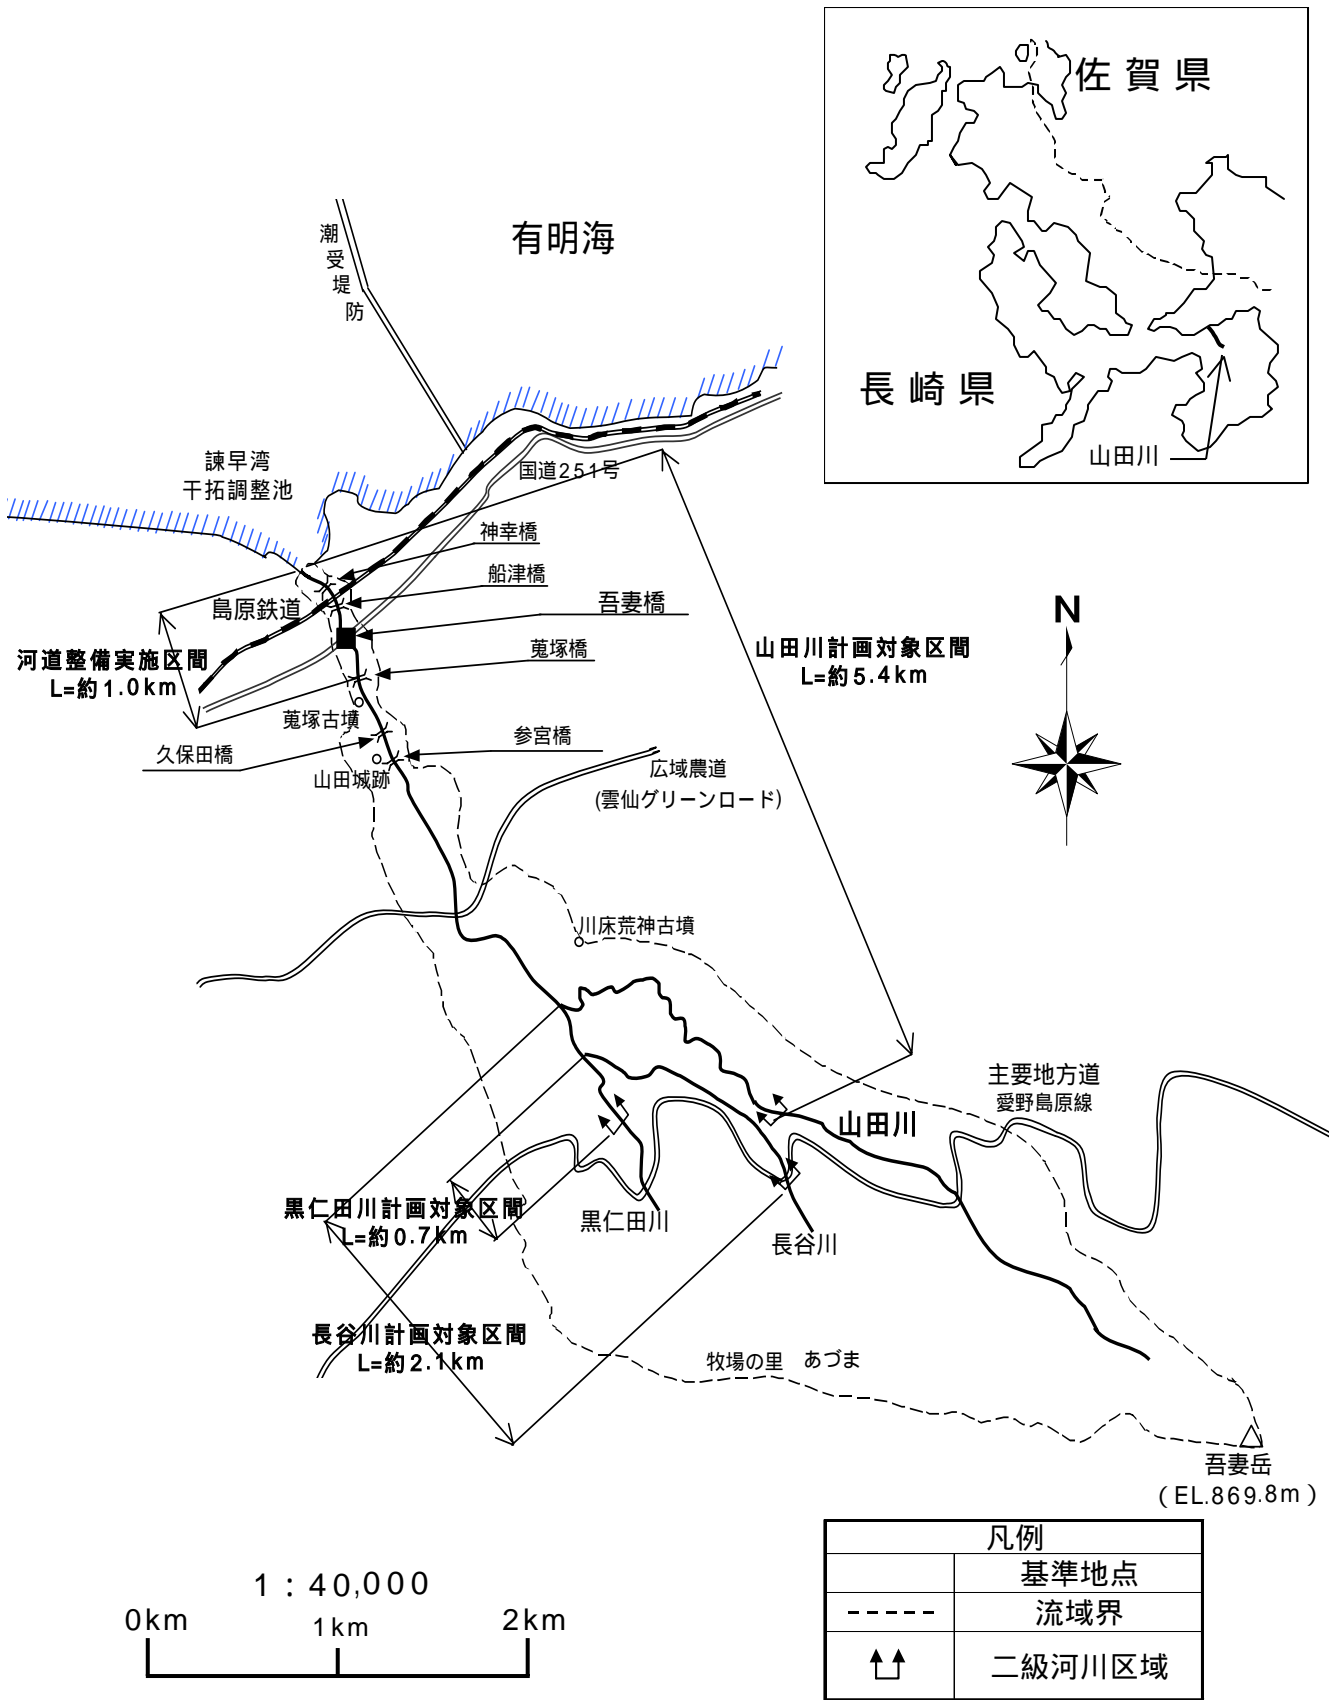 佐賀県
長崎県
山田川
有明海
潮受堤防
諫早湾
干拓調整池
国道251号
神幸橋
船津橋
島原鉄道
吾妻橋
河道整備実施区間
L=約1.0km
蒐塚橋
山田川計画対象区間
L=約5.4km
N
蒐塚古墳
久保田橋
参宮橋
山田城跡
広域農道
(雲仙グリーンロード)
川床荒神古墳
主要地方道
愛野島原線
山田川
黒仁田川計画対象区間
L=約0.7km
黒仁田川
長谷川
長谷川計画対象区間
L=約2.1km
牧場の里 あづま
吾妻岳
(EL.869.8m)
1:40,000
0km 1km 2km
凡例
基準地点
流域界
二級河川区域